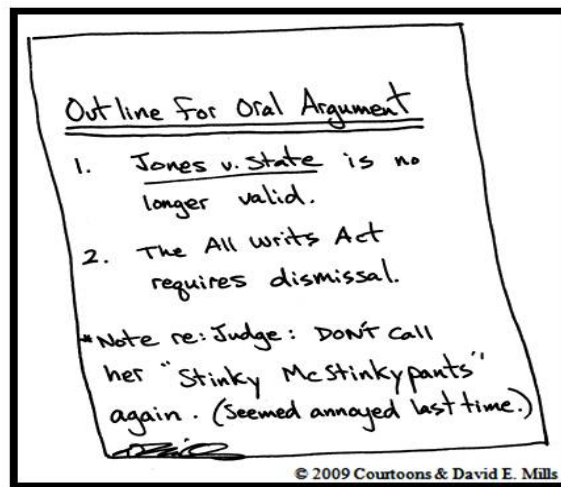 Outline for Oral Argument
1. Jones v. State is no
longer valid.
2. The All Writs Act
requires dismissal.
*Note re: Judge: DON'T call
her "Stinky McStinkypants"
again. (Seemed annoyed last time.)
© 2009 Courtoons & David E. Mills